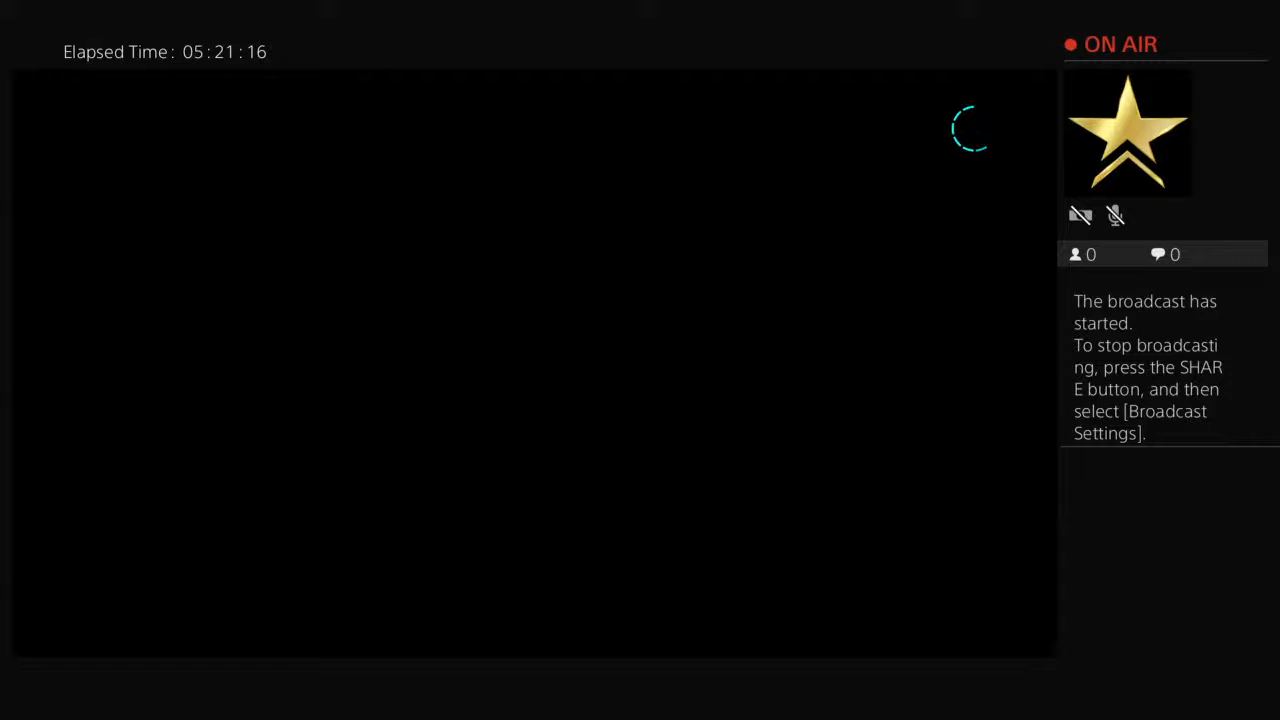 Elapsed Time: 05:21:16
ON AIR
0 0
The broadcast has
started.
To stop broadcasti
ng, press the SHAR
E button, and then
select [Broadcast
Settings].